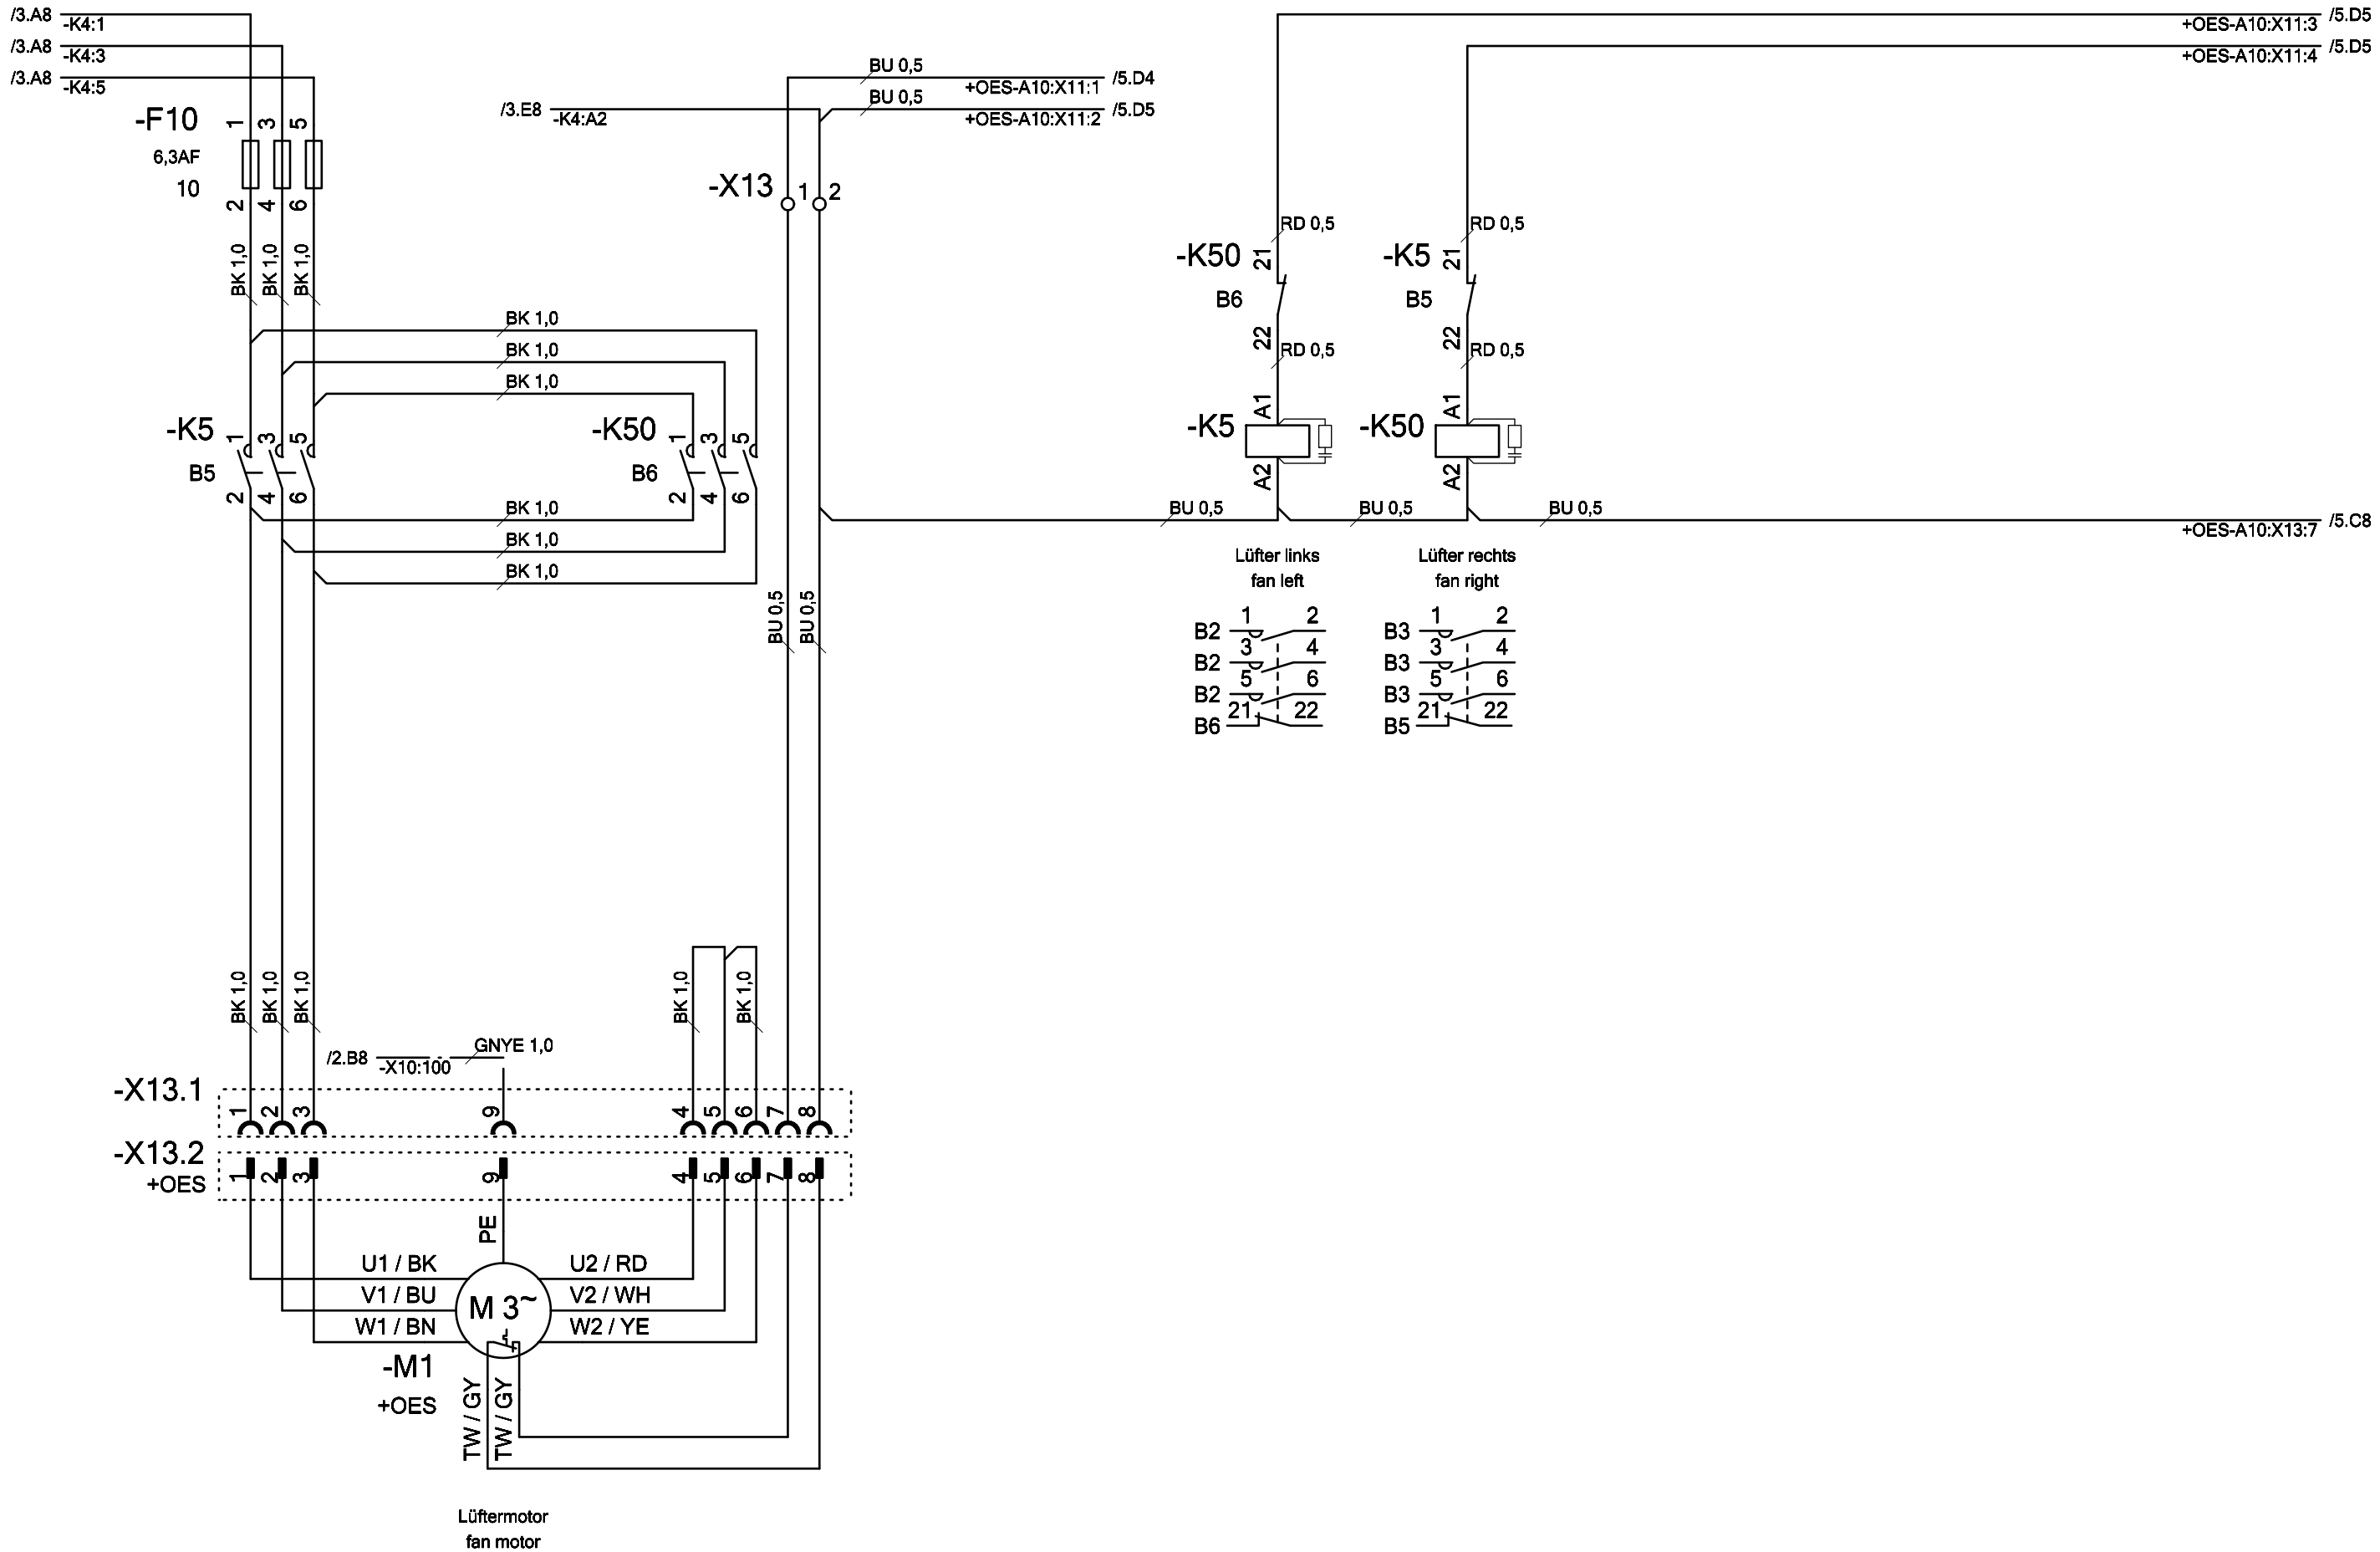 /3.A8 -K4:1
/3.A8 -K4:3
/3.A8 -K4:5
+OES-A10:X11:3 /5.D5
+OES-A10:X11:4 /5.D5
BU 0,5 +OES-A10:X11:1 /5.D4
/3.E8 -K4:A2
BU 0,5 +OES-A10:X11:2 /5.D5
-F10 1 3 5
6,3AF
10
2 4 6
-X13 1 2
BK 1,0 BK 1,0 BK 1,0
RD 0,5 RD 0,5
-K50 21 -K5 21
B6 B5
22 22
RD 0,5 RD 0,5
BK 1,0
BK 1,0
BK 1,0
-K5 1 3 5 -K50 1 3 5
B5 B6
2 4 6 2 4 6
A1 A1
-K5 -K50
A2 A2
BK 1,0
BK 1,0
BK 1,0
BU 0,5 BU 0,5 BU 0,5 +OES-A10:X13:7 /5.C8
Lüfter links
fan left
Lüfter rechts
fan right
BU 0,5 BU 0,5
B2 1 2
B2 3 4
B2 5 6
B6 21 22
B3 1 2
B3 3 4
B3 5 6
B5 21 22
BK 1,0 BK 1,0 BK 1,0 BK 1,0 BK 1,0
/2.B8 -X10:100 GNYE 1,0
-X13.1 1 2 3 9 4 5 6 7 8
-X13.2 1 2 3 9 4 5 6 7 8
+OES
PE
U1 / BK U2 / RD
V1 / BU V2 / WH
W1 / BN W2 / YE
M 3~
-M1
+OES
TW / GY TW / GY
Lüftermotor
fan motor